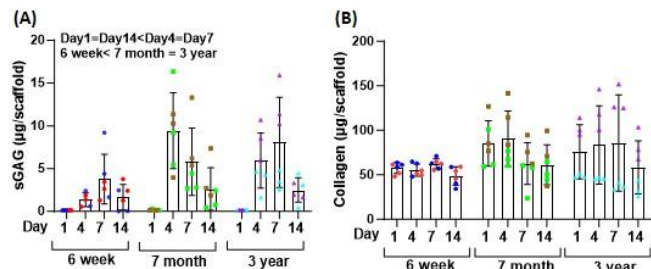 (A)
Day1=Day14<Day4=Day7
6 week< 7 month = 3 year
sGAG (µg/scaffold)
20
15
10
5
0
Day 1 4 7 14 1 4 7 14 1 4 7 14
6 week 7 month 3 year
(B)
Collagen (µg/scaffold)
200
150
100
50
0
Day 1 4 7 14 1 4 7 14 1 4 7 14
6 week 7 month 3 year